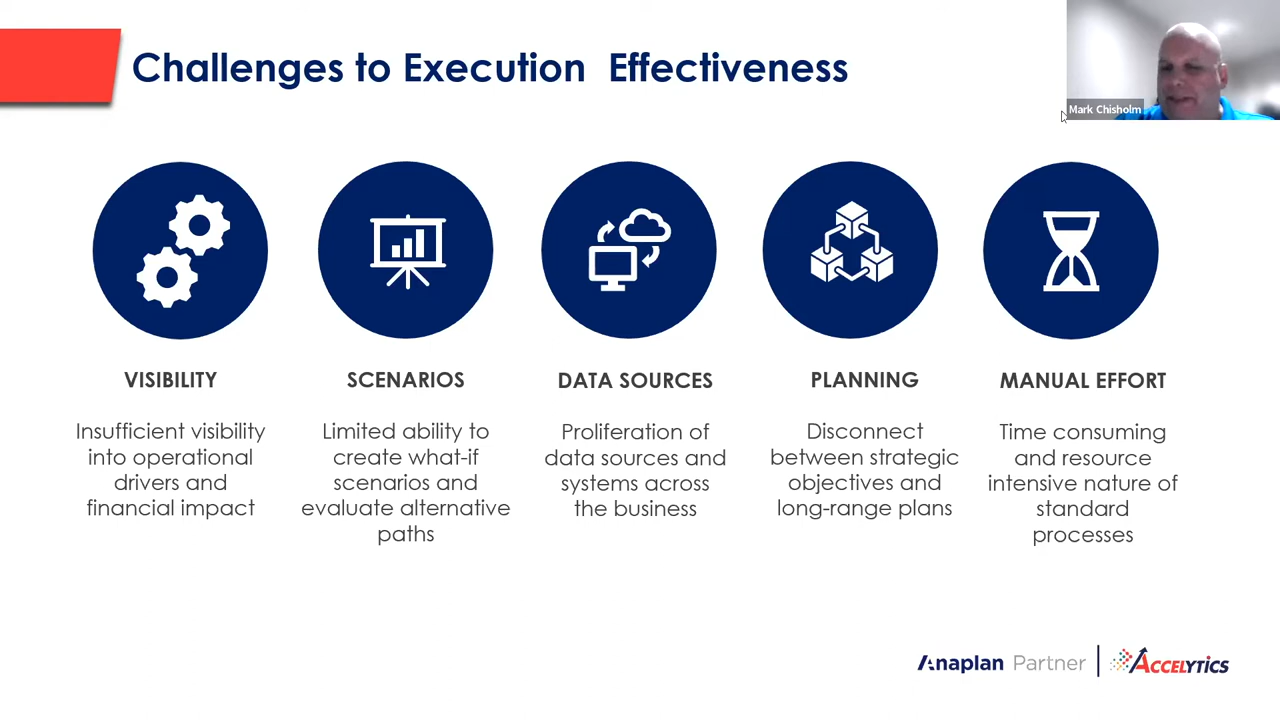 Challenges to Execution  Effectiveness
Mark Chisholm
VISIBILITY
Insufficient visibility
into operational
drivers and
financial impact
SCENARIOS
Limited ability to
create what-if
scenarios and
evaluate alternative
paths
DATA SOURCES
Proliferation of
data sources and
systems across
the business
PLANNING
Disconnect
between strategic
objectives and
long-range plans
MANUAL EFFORT
Time consuming
and resource
intensive nature of
standard
processes
Anaplan Partner
ACCELYTICS